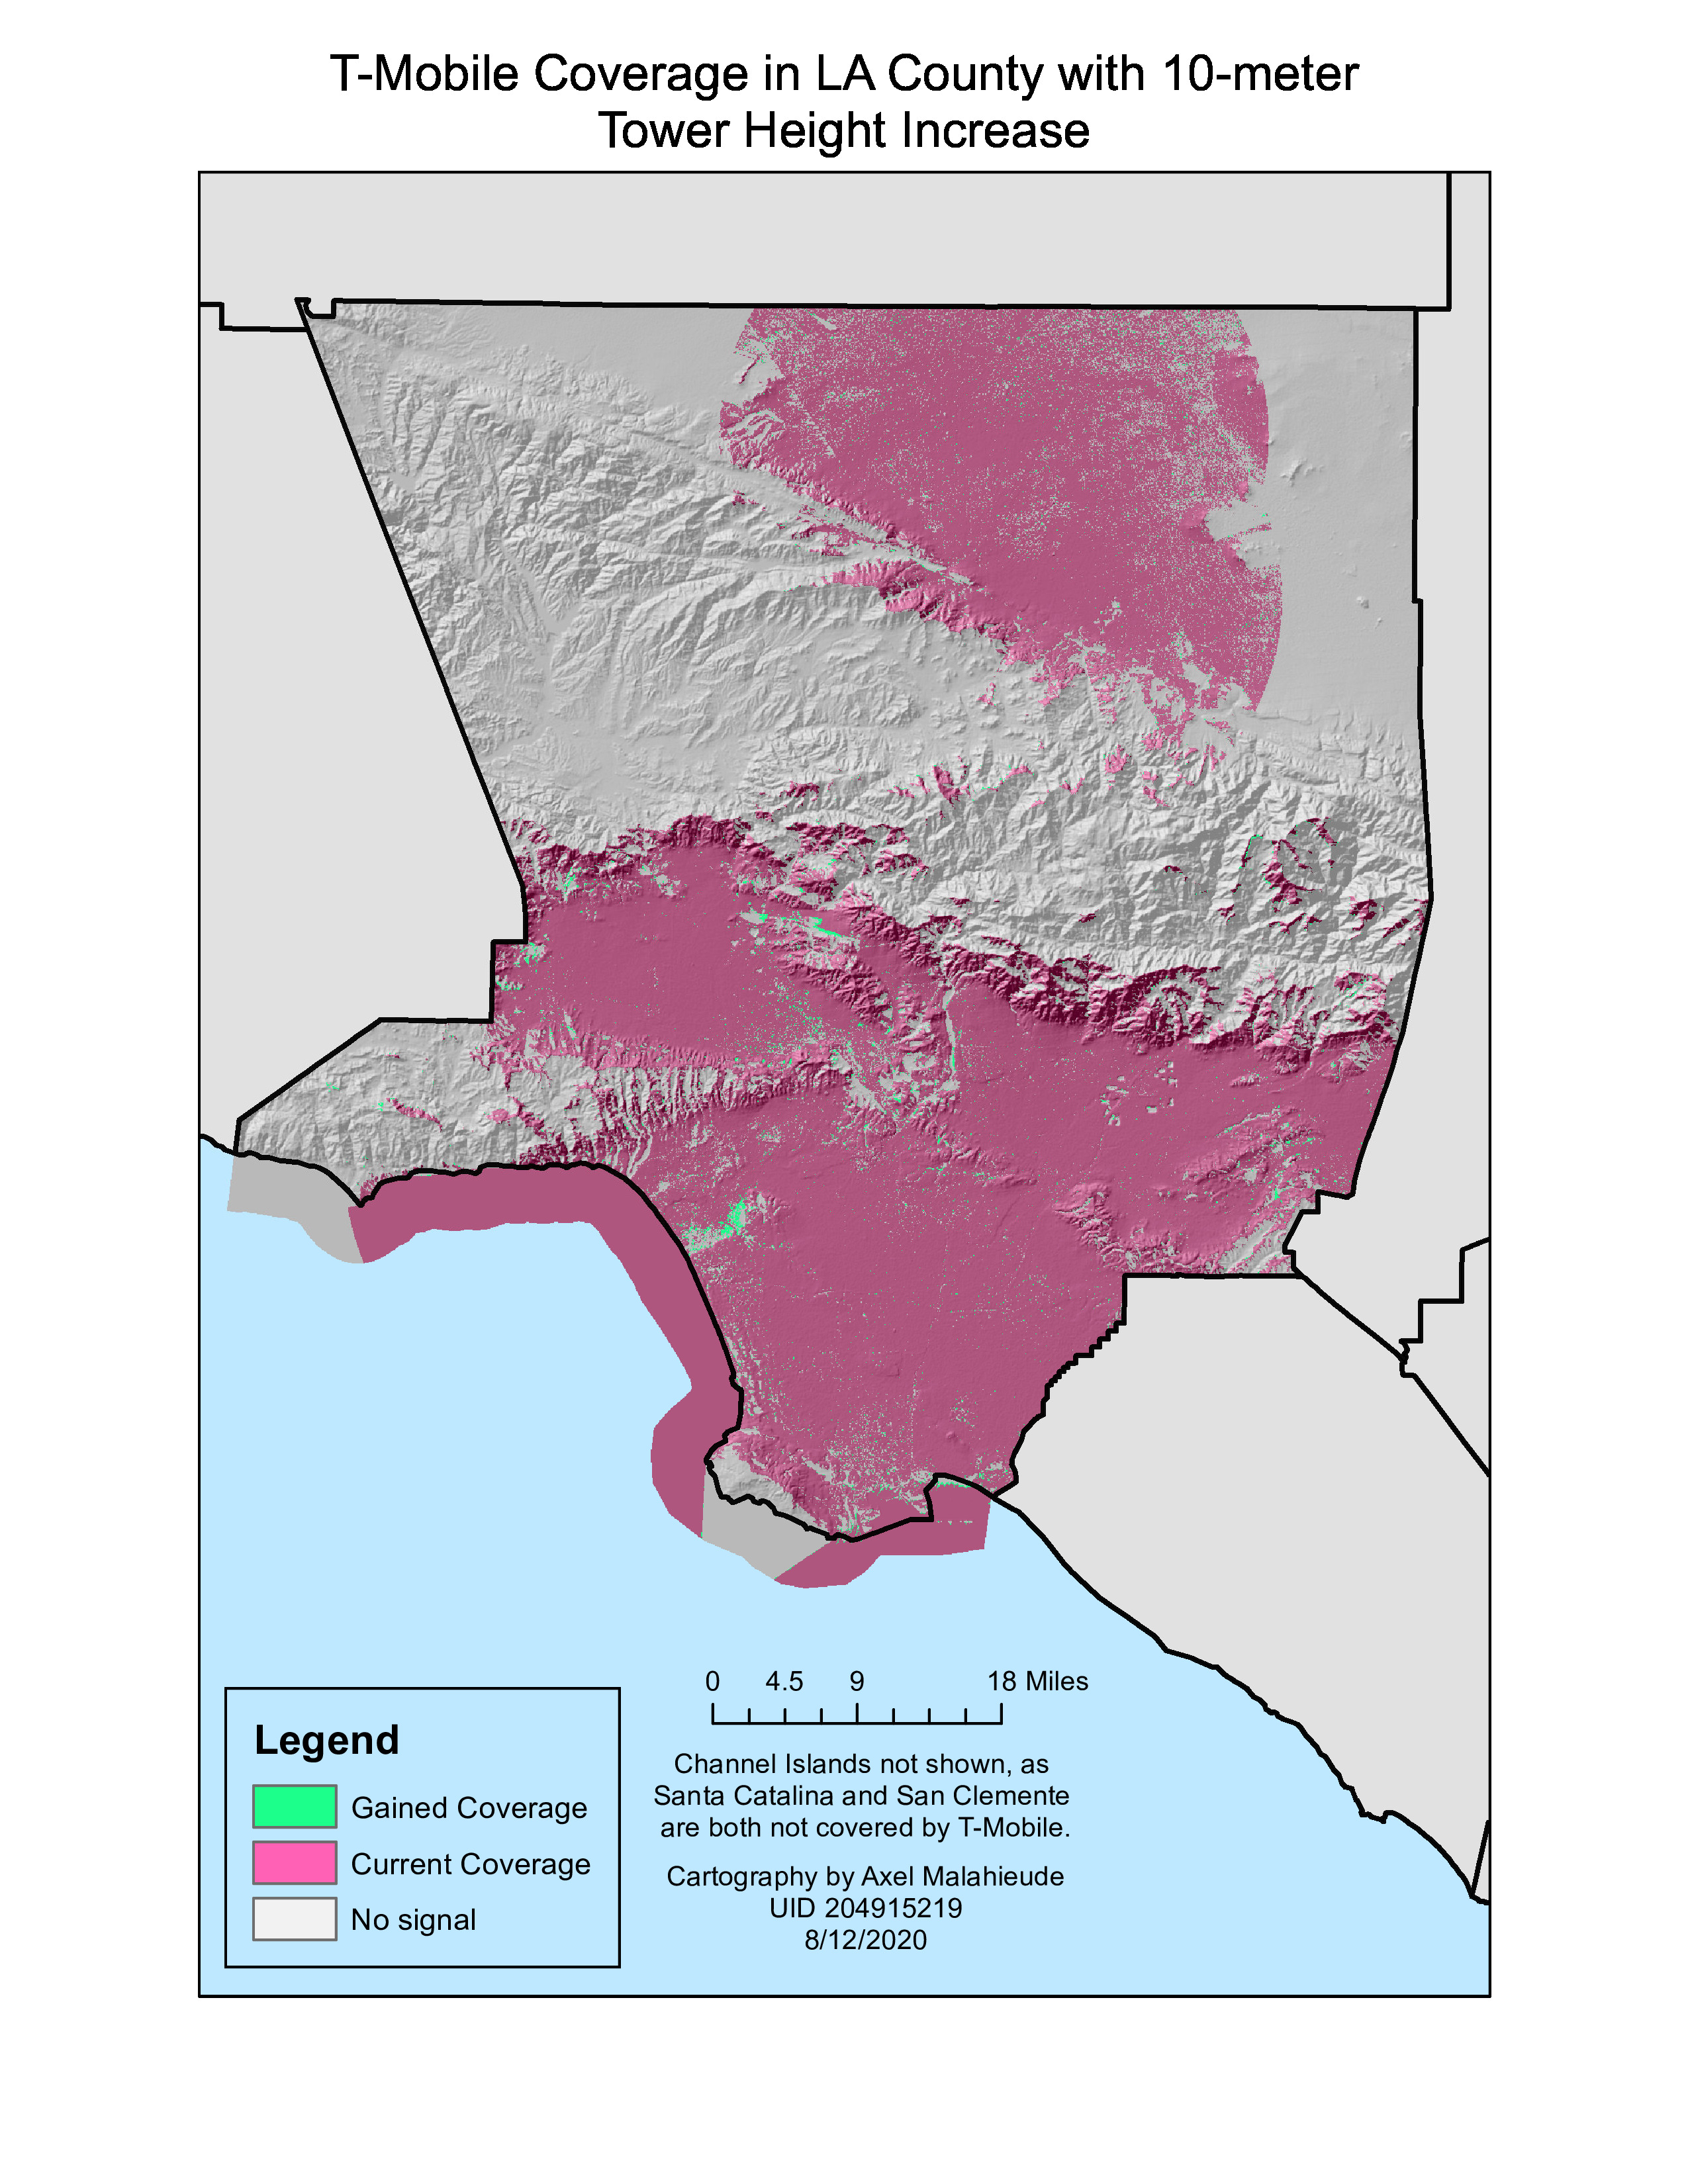 T-Mobile Coverage in LA County with 10-meter
Tower Height Increase
0 4.5 9 18 Miles
Legend
Gained Coverage
Current Coverage
No signal
Channel Islands not shown, as
Santa Catalina and San Clemente
are both not covered by T-Mobile.
Cartography by Axel Malahieude
UID 204915219
8/12/2020